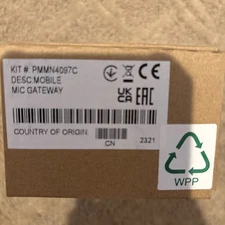 KIT #: PMMN4097C
DESC:MOBILE
MIC GATEWAY
CE
UK
CA
EAC
COUNTRY OF ORIGIN:
CN
2321
WPP